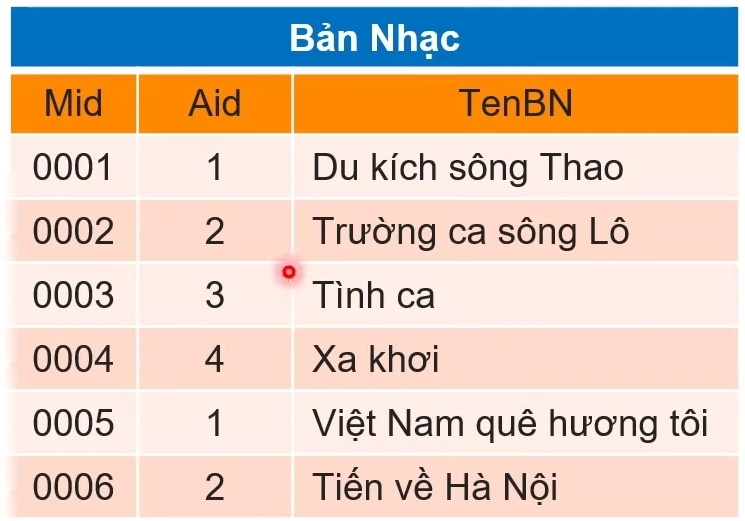 Bản Nhạc
Mid Aid TenBN
0001 1 Du kích sông Thao
0002 2 Trường ca sông Lô
0003 3 Tình ca
0004 4 Xa khơi
0005 1 Việt Nam quê hương tôi
0006 2 Tiến về Hà Nội